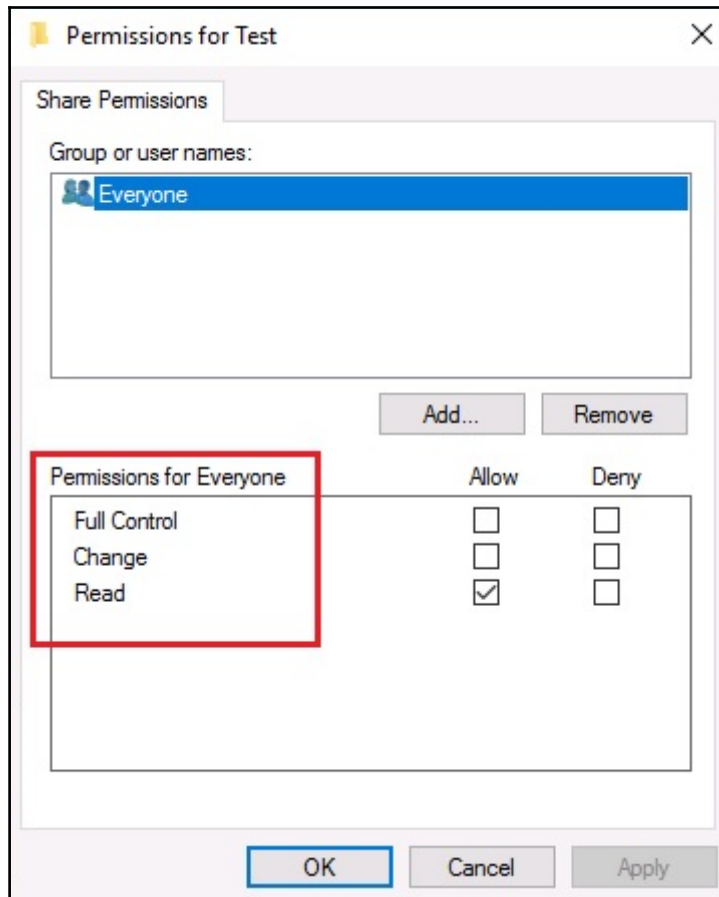 Permissions for Test
Share Permissions
Group or user names:
Everyone
Add... Remove
Permissions for Everyone Allow Deny
Full Control
Change
Read
OK Cancel Apply